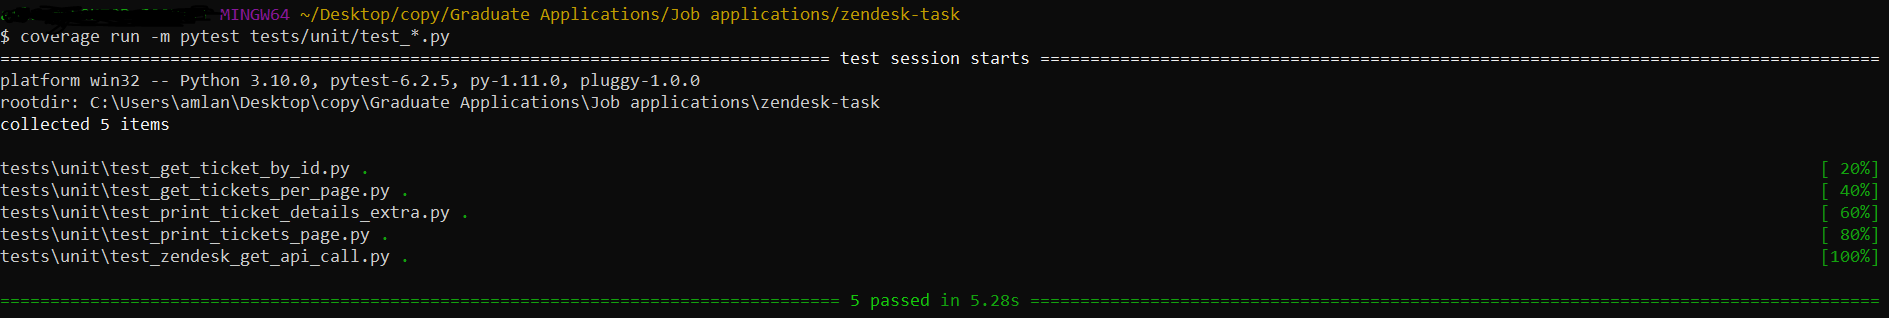 MINGW64 ~/Desktop/copy/Graduate Applications/Job applications/zendesk-task
$ coverage run -m pytest tests/unit/test_*.py
=================================================================================== test session starts ====================================================================================
platform win32 -- Python 3.10.0, pytest-6.2.5, py-1.11.0, pluggy-1.0.0
rootdir: C:\Users\amlan\Desktop\copy\Graduate Applications\Job applications\zendesk-task
collected 5 items
tests\unit\test_get_ticket_by_id.py . [ 20%]
tests\unit\test_get_tickets_per_page.py . [ 40%]
tests\unit\test_print_ticket_details_extra.py . [ 60%]
tests\unit\test_print_tickets_page.py . [ 80%]
tests\unit\test_zendesk_get_api_call.py . [100%]
==================================================================================== 5 passed in 5.28s =====================================================================================